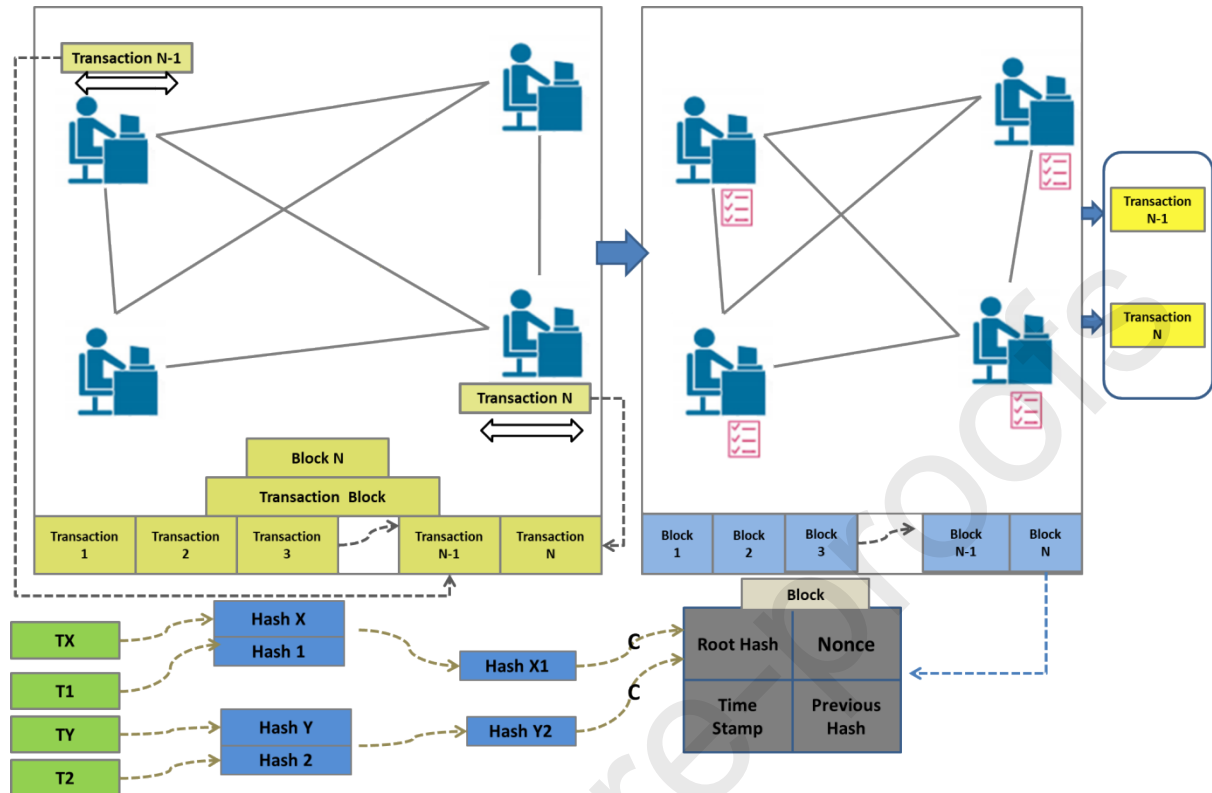 Transaction N-1
Transaction N
Block N
Transaction Block
Transaction
1
Transaction
2
Transaction
3
Transaction
N-1
Transaction
N
Transaction
N-1
Transaction
N
Block
1
Block
2
Block
3
Block
N-1
Block
N
TX
T1
TY
T2
Hash X
Hash 1
Hash Y
Hash 2
Hash X1
Hash Y2
C
C
Block
Root Hash
Nonce
Time
Stamp
Previous
Hash
re-proofs